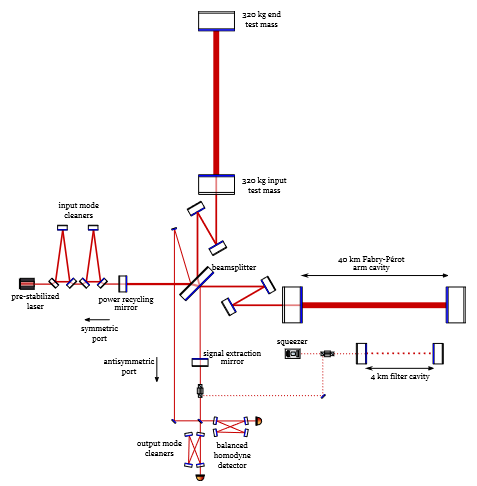 320 kg end
test mass
320 kg input
test mass
input mode
cleaners
beamsplitter
40 km Fabry-Pérot
arm cavity
pre-stabilized
laser
power recycling
mirror
symmetric
port
antisymmetric
port
signal extraction
mirror
squeezer
4 km filter cavity
output mode
cleaners
balanced
homodyne
detector